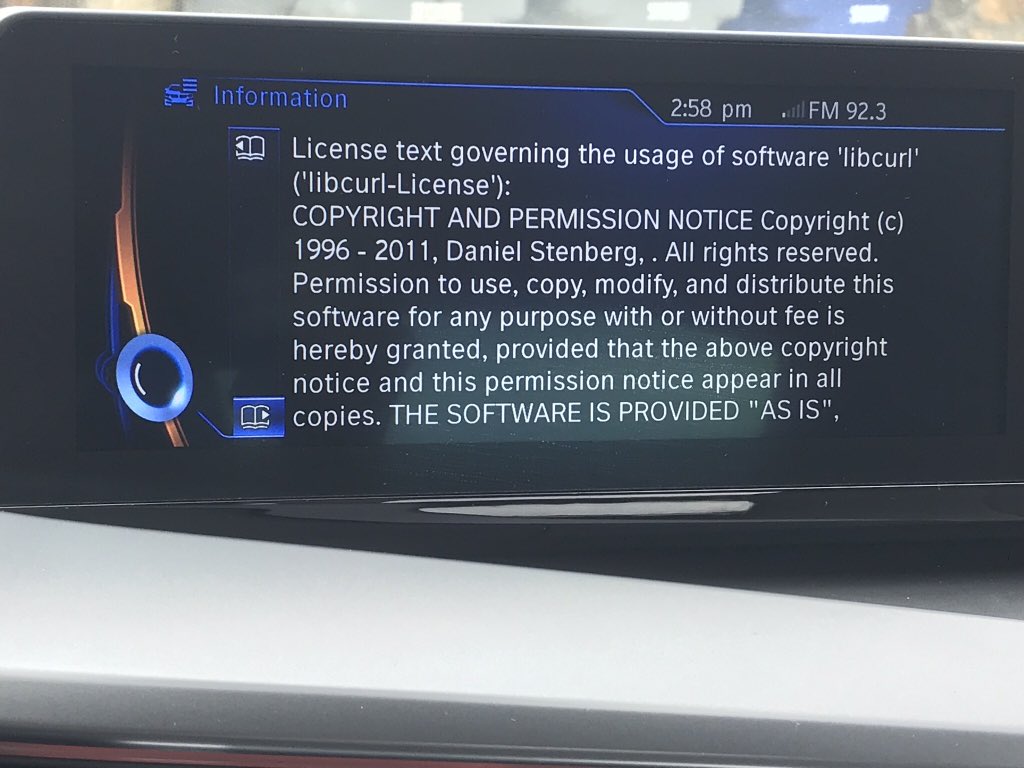 Information
2:58 pm FM 92.3
License text governing the usage of software 'libcurl'
('libcurl-License'):
COPYRIGHT AND PERMISSION NOTICE Copyright (c)
1996 - 2011, Daniel Stenberg, . All rights reserved.
Permission to use, copy, modify, and distribute this
software for any purpose with or without fee is
hereby granted, provided that the above copyright
notice and this permission notice appear in all
copies. THE SOFTWARE IS PROVIDED "AS IS",